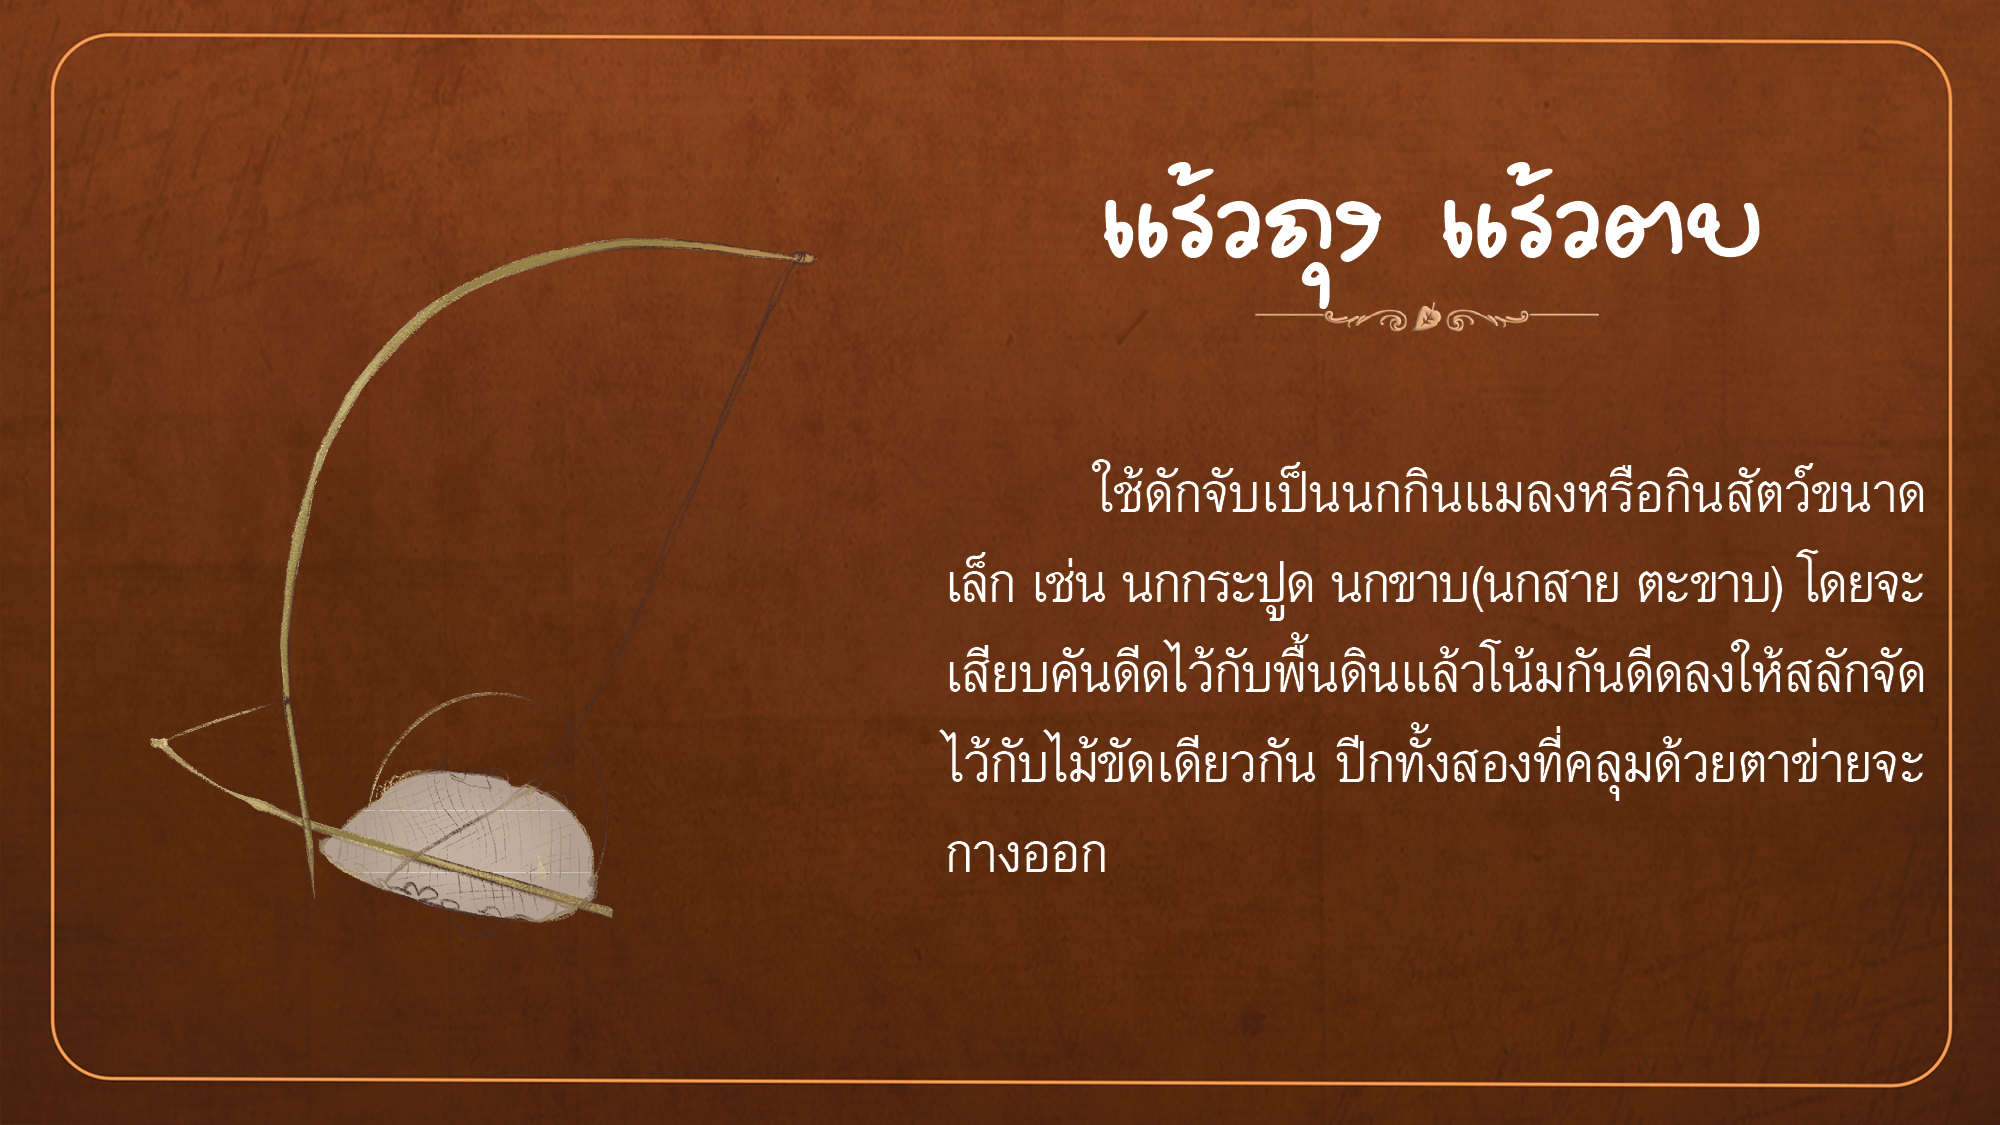 แร้วถุง แร้วตาย
ใช้ดักจับเป็นนกกินแมลงหรือกินสัตว์ขนาด
เล็ก เช่น นกกระปูด นกขาบ(นกสาย ตะขาบ) โดยจะ
เสียบคันดีดไว้กับพื้นดินแล้วโน้มกันดีดลงให้สลักจัด
ไว้กับไม้ขัดเดียวกัน ปีกทั้งสองที่คลุมด้วยตาข่ายจะ
กางออก